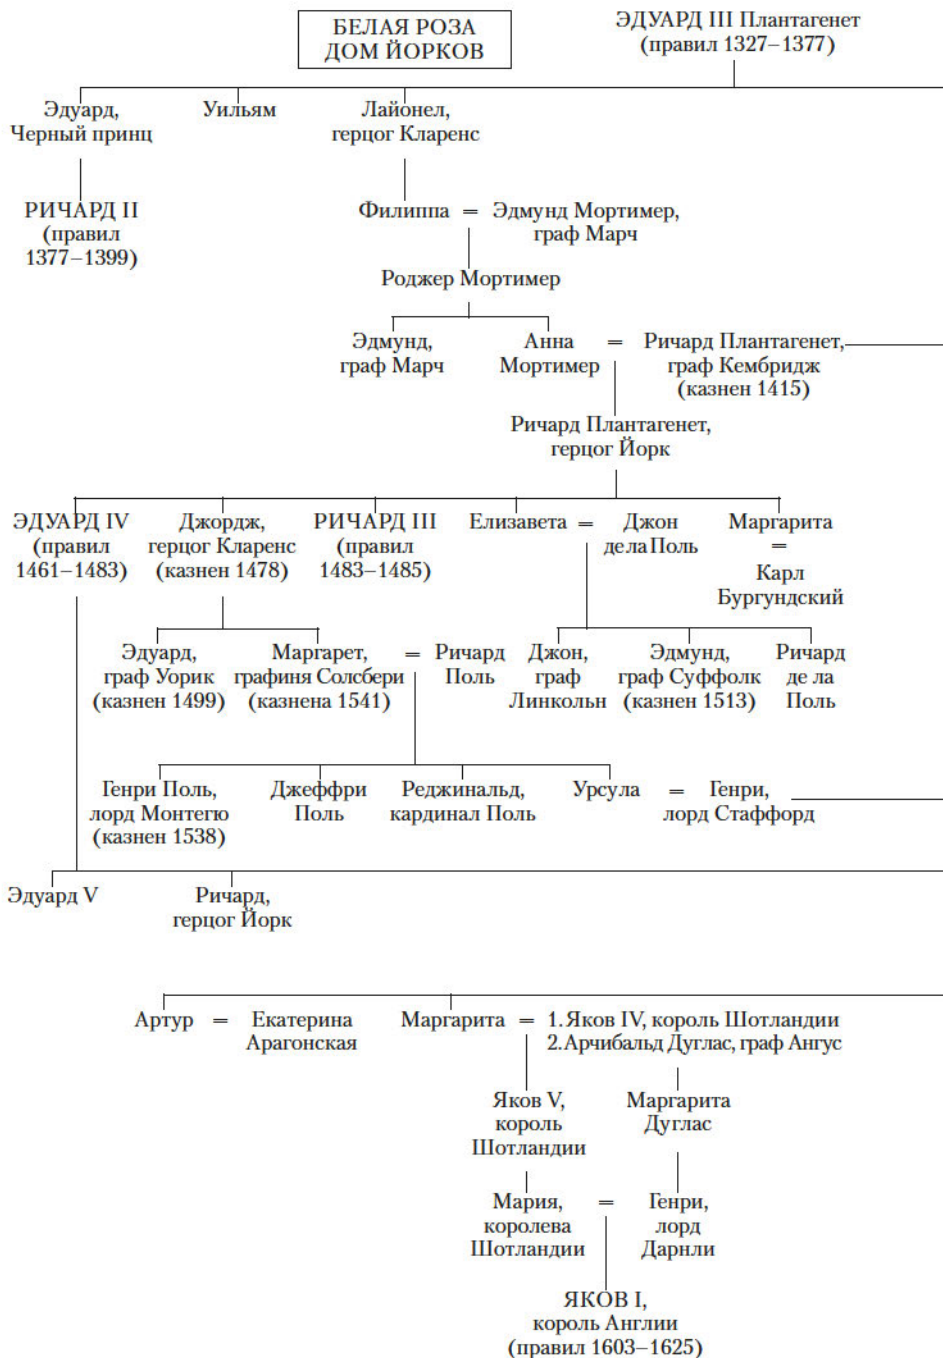 БЕЛАЯ РОЗА
ДОМ ЙОРКОВ
ЭДУАРД III Плантагенет
(правил 1327–1377)
Эдуард,
Черный принц
Уильям
Лайонел,
герцог Кларенс
РИЧАРД II
(правил
1377–1399)
Филиппа = Эдмунд Мортимер,
граф Марч
Роджер Мортимер
Эдмунд,
граф Марч
Анна
Мортимер
=
Ричард Плантагенет,
граф Кембридж
(казнен 1415)
Ричард Плантагенет,
герцог Йорк
ЭДУАРД IV
(правил
1461–1483)
Джордж,
герцог Кларенс
(казнен 1478)
РИЧАРД III
(правил
1483–1485)
Елизавета =
Джон
де ла Поль
Маргарита
=
Карл
Бургундский
Эдуард,
граф Уорик
(казнен 1499)
Маргарет,
графиня Солсбери
(казнена 1541)
=
Ричард
Поль
Джон,
граф
Линкольн
Эдмунд,
граф Суффолк
(казнен 1513)
Ричард
де ла
Поль
Генри Поль,
лорд Монтегю
(казнен 1538)
Джеффри
Поль
Реджинальд,
кардинал Поль
Урсула =
Генри,
лорд Стаффорд
Эдуард V
Ричард,
герцог Йорк
Артур =
Екатерина
Арагонская
Маргарита =
1. Яков IV, король Шотландии
2. Арчибальд Дуглас, граф Ангус
Яков V,
король
Шотландии
Маргарита
Дуглас
Мария,
королева
Шотландии
=
Генри,
лорд
Дарнли
ЯКОВ I,
король Англии
(правил 1603–1625)